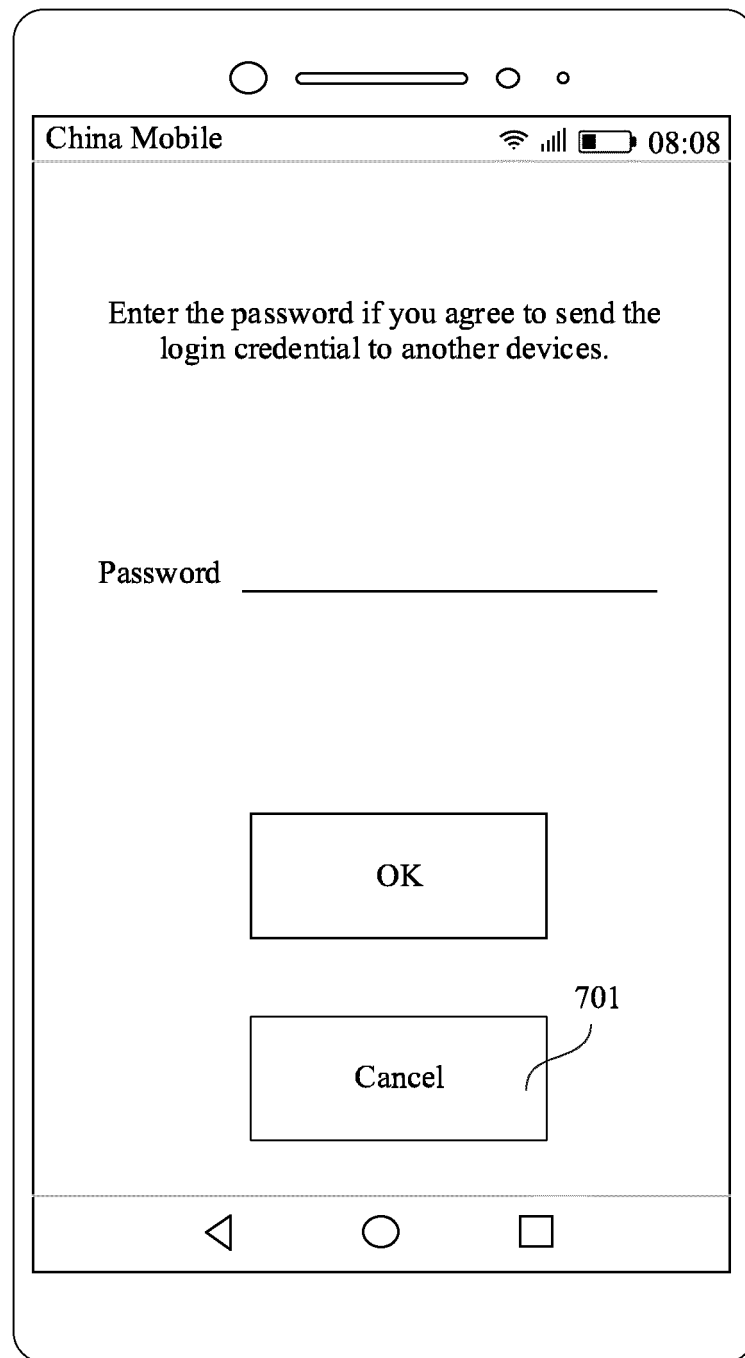 China Mobile 08:08
Enter the password if you agree to send the
login credential to another devices.
Password
OK
701
Cancel